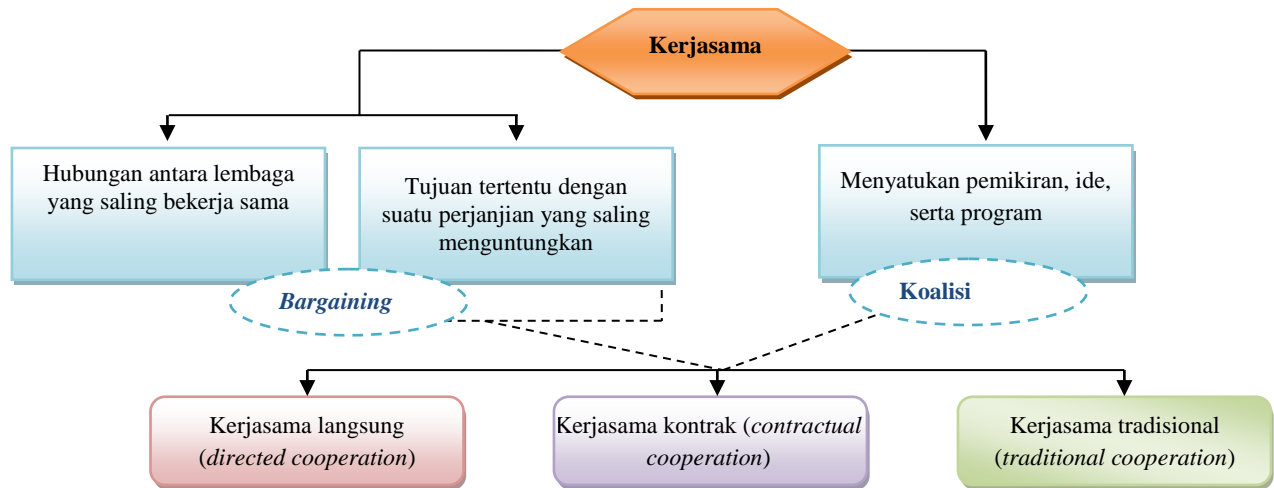 Kerjasama
Hubungan antara lembaga
yang saling bekerja sama
Tujuan tertentu dengan
suatu perjanjian yang saling
menguntungkan
Menyatukan pemikiran, ide,
serta program
Bargaining
Koalisi
Kerjasama langsung
(directed cooperation)
Kerjasama kontrak (contractual
cooperation)
Kerjasama tradisional
(traditional cooperation)